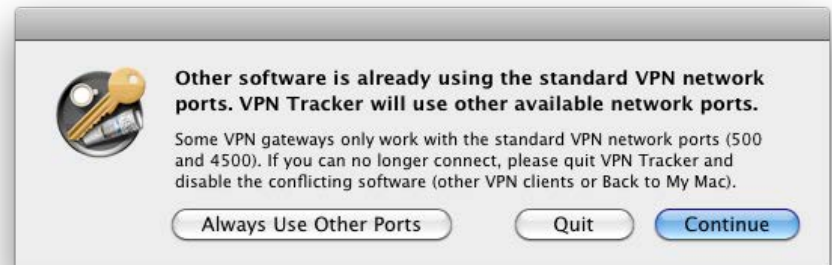 Other software is already using the standard VPN network
ports. VPN Tracker will use other available network ports.
Some VPN gateways only work with the standard VPN network ports (500
and 4500). If you can no longer connect, please quit VPN Tracker and
disable the conflicting software (other VPN clients or Back to My Mac).
Always Use Other Ports Quit Continue